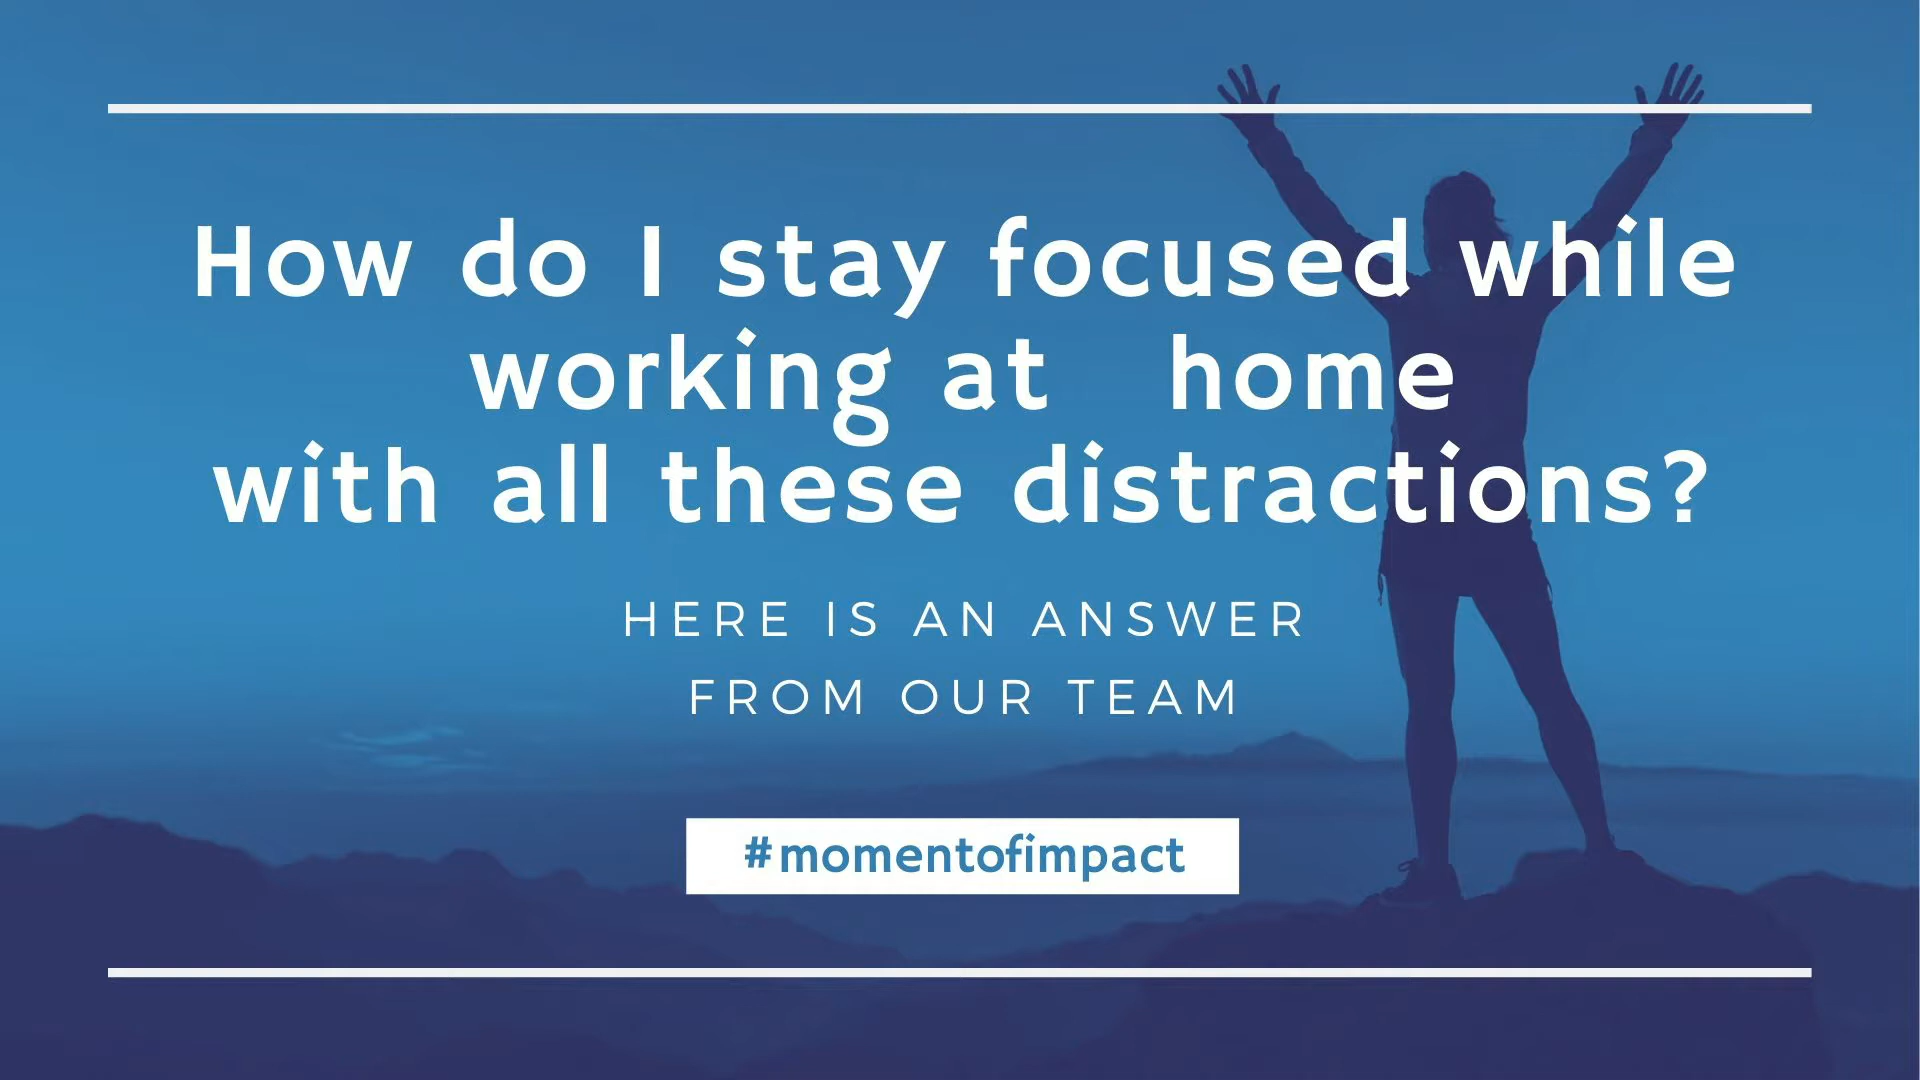 How do I stay focused while
working at home
with all these distractions?
HERE IS AN ANSWER
FROM OUR TEAM
#momentofimpact